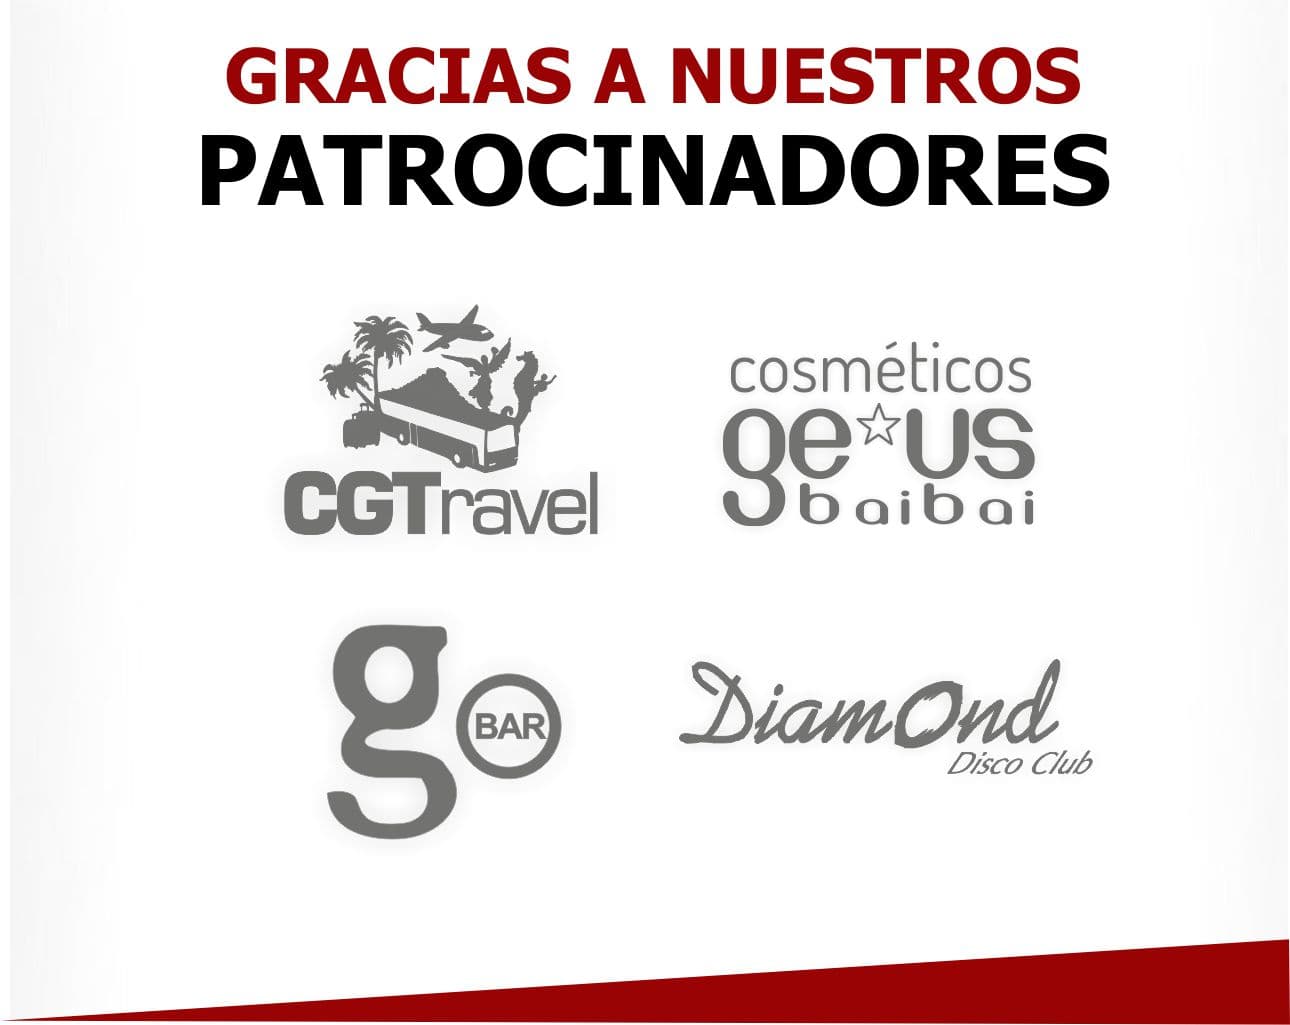 GRACIAS A NUESTROS
PATROCINADORES
CGTravel
cosméticos
ge☆us
baibai
g BAR
DiamOnd
Disco Club